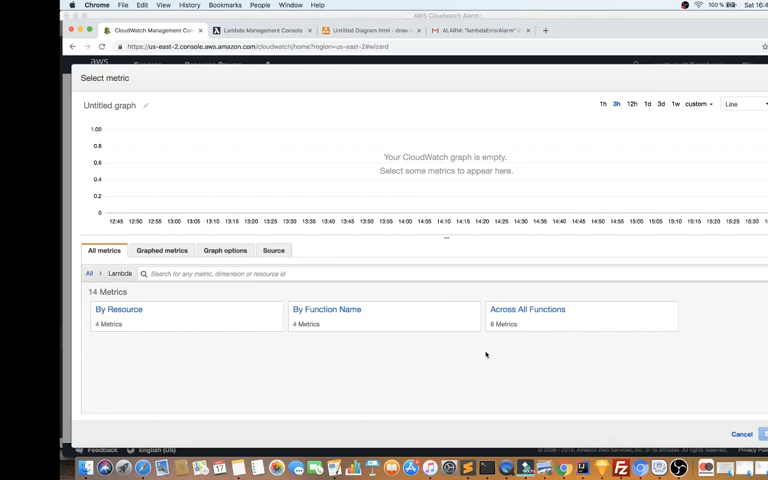 Chrome File Edit View History Bookmarks People Window Help 100 % Sat 16:4
AWS Cloudwatch Alarm
CloudWatch Management Con Lambda Management Console Untitled Diagram.html - draw. ALARM: "lambdaErrorAlarm" in
https://us-east-2.console.aws.amazon.com/cloudwatch/home?region=us-east-2#wizard
aws
Select metric
Untitled graph
1h 3h 12h 1d 3d 1w custom Line
1.00
0.8
0.6
0.4
0.2
0
Your CloudWatch graph is empty.
Select some metrics to appear here.
12:45 12:50 12:55 13:00 13:05 13:10 13:15 13:20 13:25 13:30 13:35 13:40 13:45 13:50 13:55 14:00 14:05 14:10 14:15 14:20 14:25 14:30 14:35 14:40 14:45 14:50 14:55 15:00 15:05 15:10 15:15 15:20 15:25 15:30
All metrics Graphed metrics Graph options Source
All > Lambda Search for any metric, dimension or resource id
14 Metrics
By Resource By Function Name Across All Functions
4 Metrics 4 Metrics 6 Metrics
Cancel
Feedback English (US) Privacy Polic